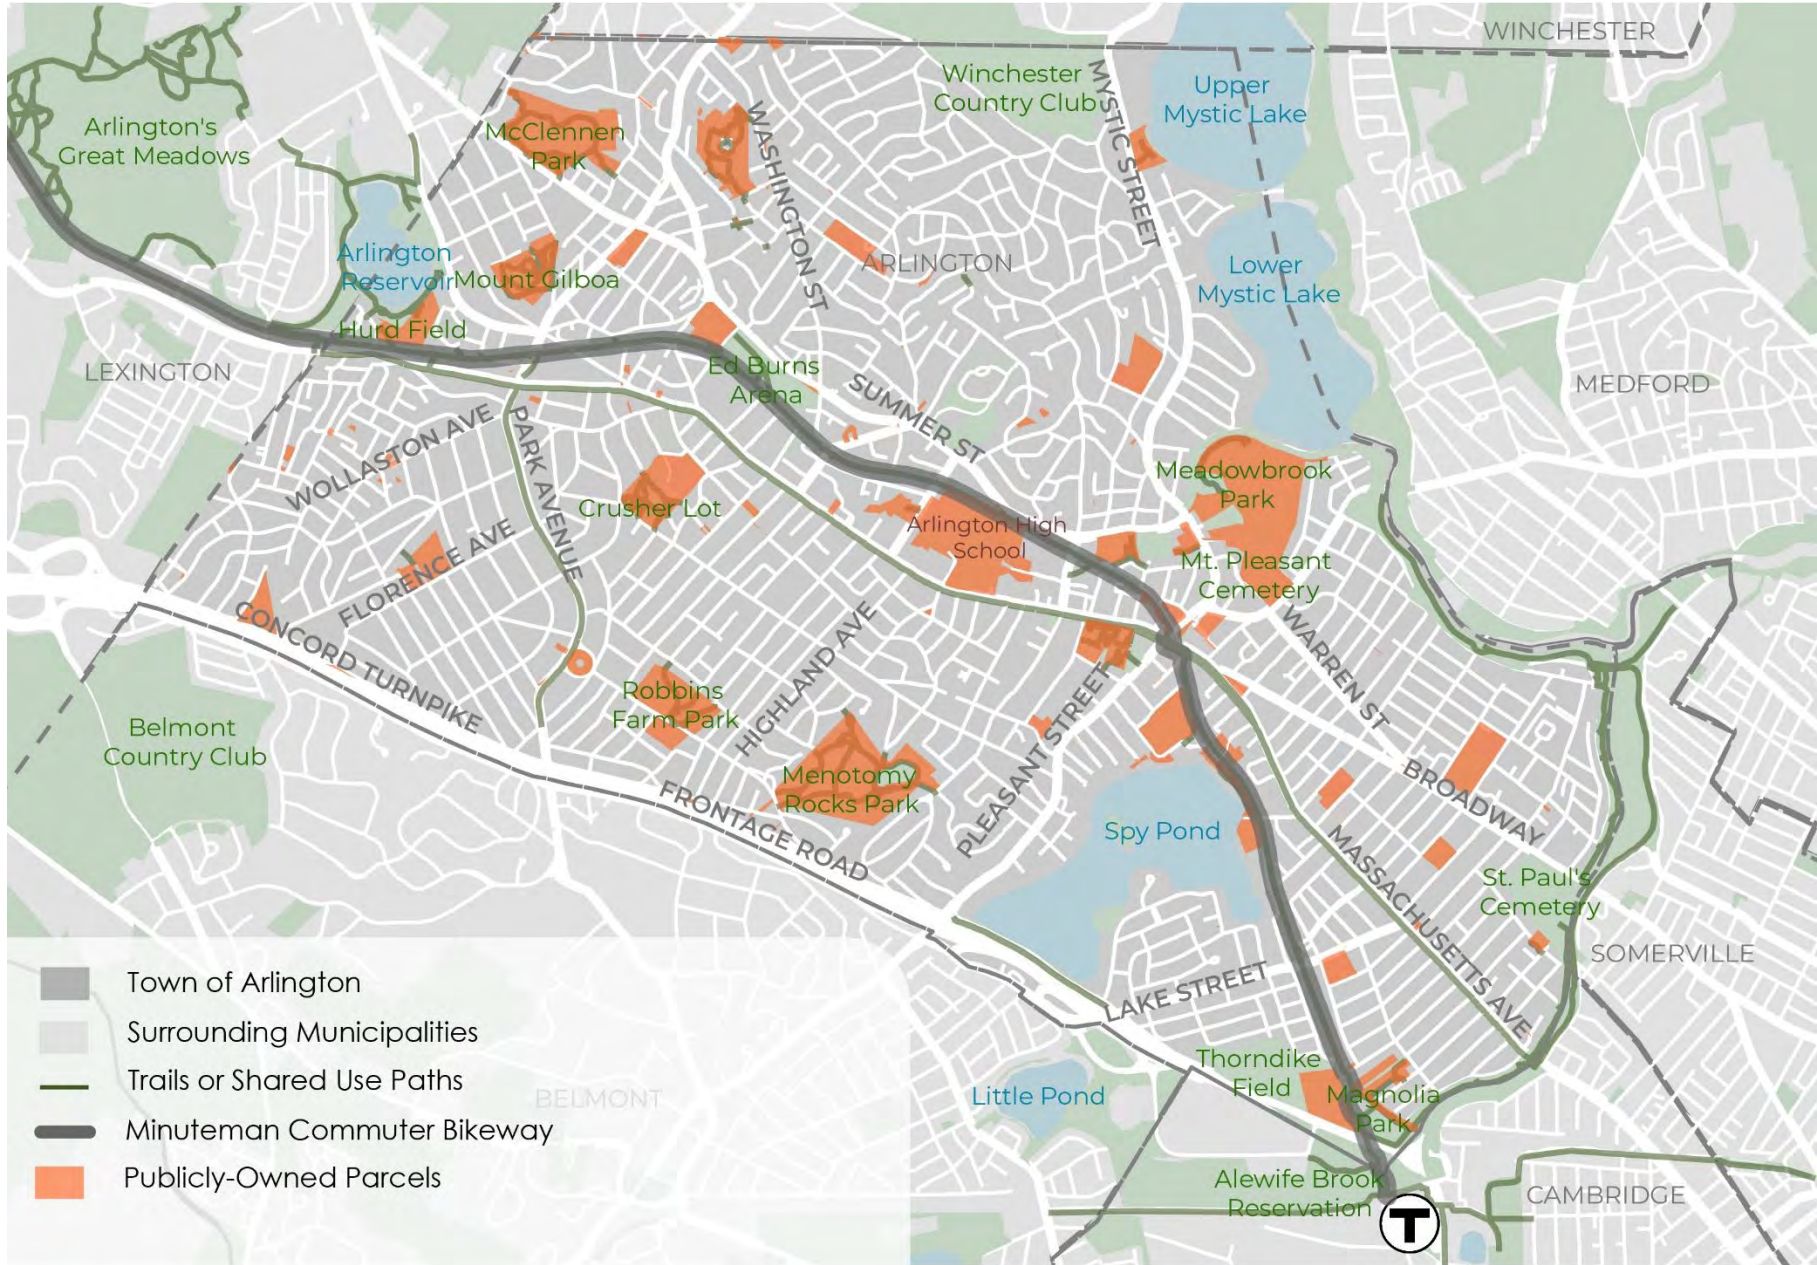 WINCHESTER
Winchester
Country Club
MYSTIC STREET
Upper
Mystic Lake
Arlington's
Great Meadows
McClennen
Park
WASHINGTON ST
Arlington
Reservoir
Mount Gilboa
ARLINGTON
Lower
Mystic Lake
Hurd Field
LEXINGTON
Ed Burns
Arena
SUMMER ST
MEDFORD
WOLLASTON AVE
PARK AVENUE
Crusher Lot
Meadowbrook
Park
Arlington High
School
FLORENCE AVE
Mt. Pleasant
Cemetery
CONCORD TURNPIKE
HIGHLAND AVE
WARREN ST
Robbins
Farm Park
PLEASANT STREET
Belmont
Country Club
Menotomy
Rocks Park
FRONTAGE ROAD
BROADWAY
Spy Pond
MASSACHUSETTS AVE
St. Paul's
Cemetery
SOMERVILLE
LAKE STREET
Thorndike
Field
Magnolia
Park
Little Pond
BELMONT
Alewife Brook
Reservation
CAMBRIDGE
T
Town of Arlington
Surrounding Municipalities
Trails or Shared Use Paths
Minuteman Commuter Bikeway
Publicly-Owned Parcels